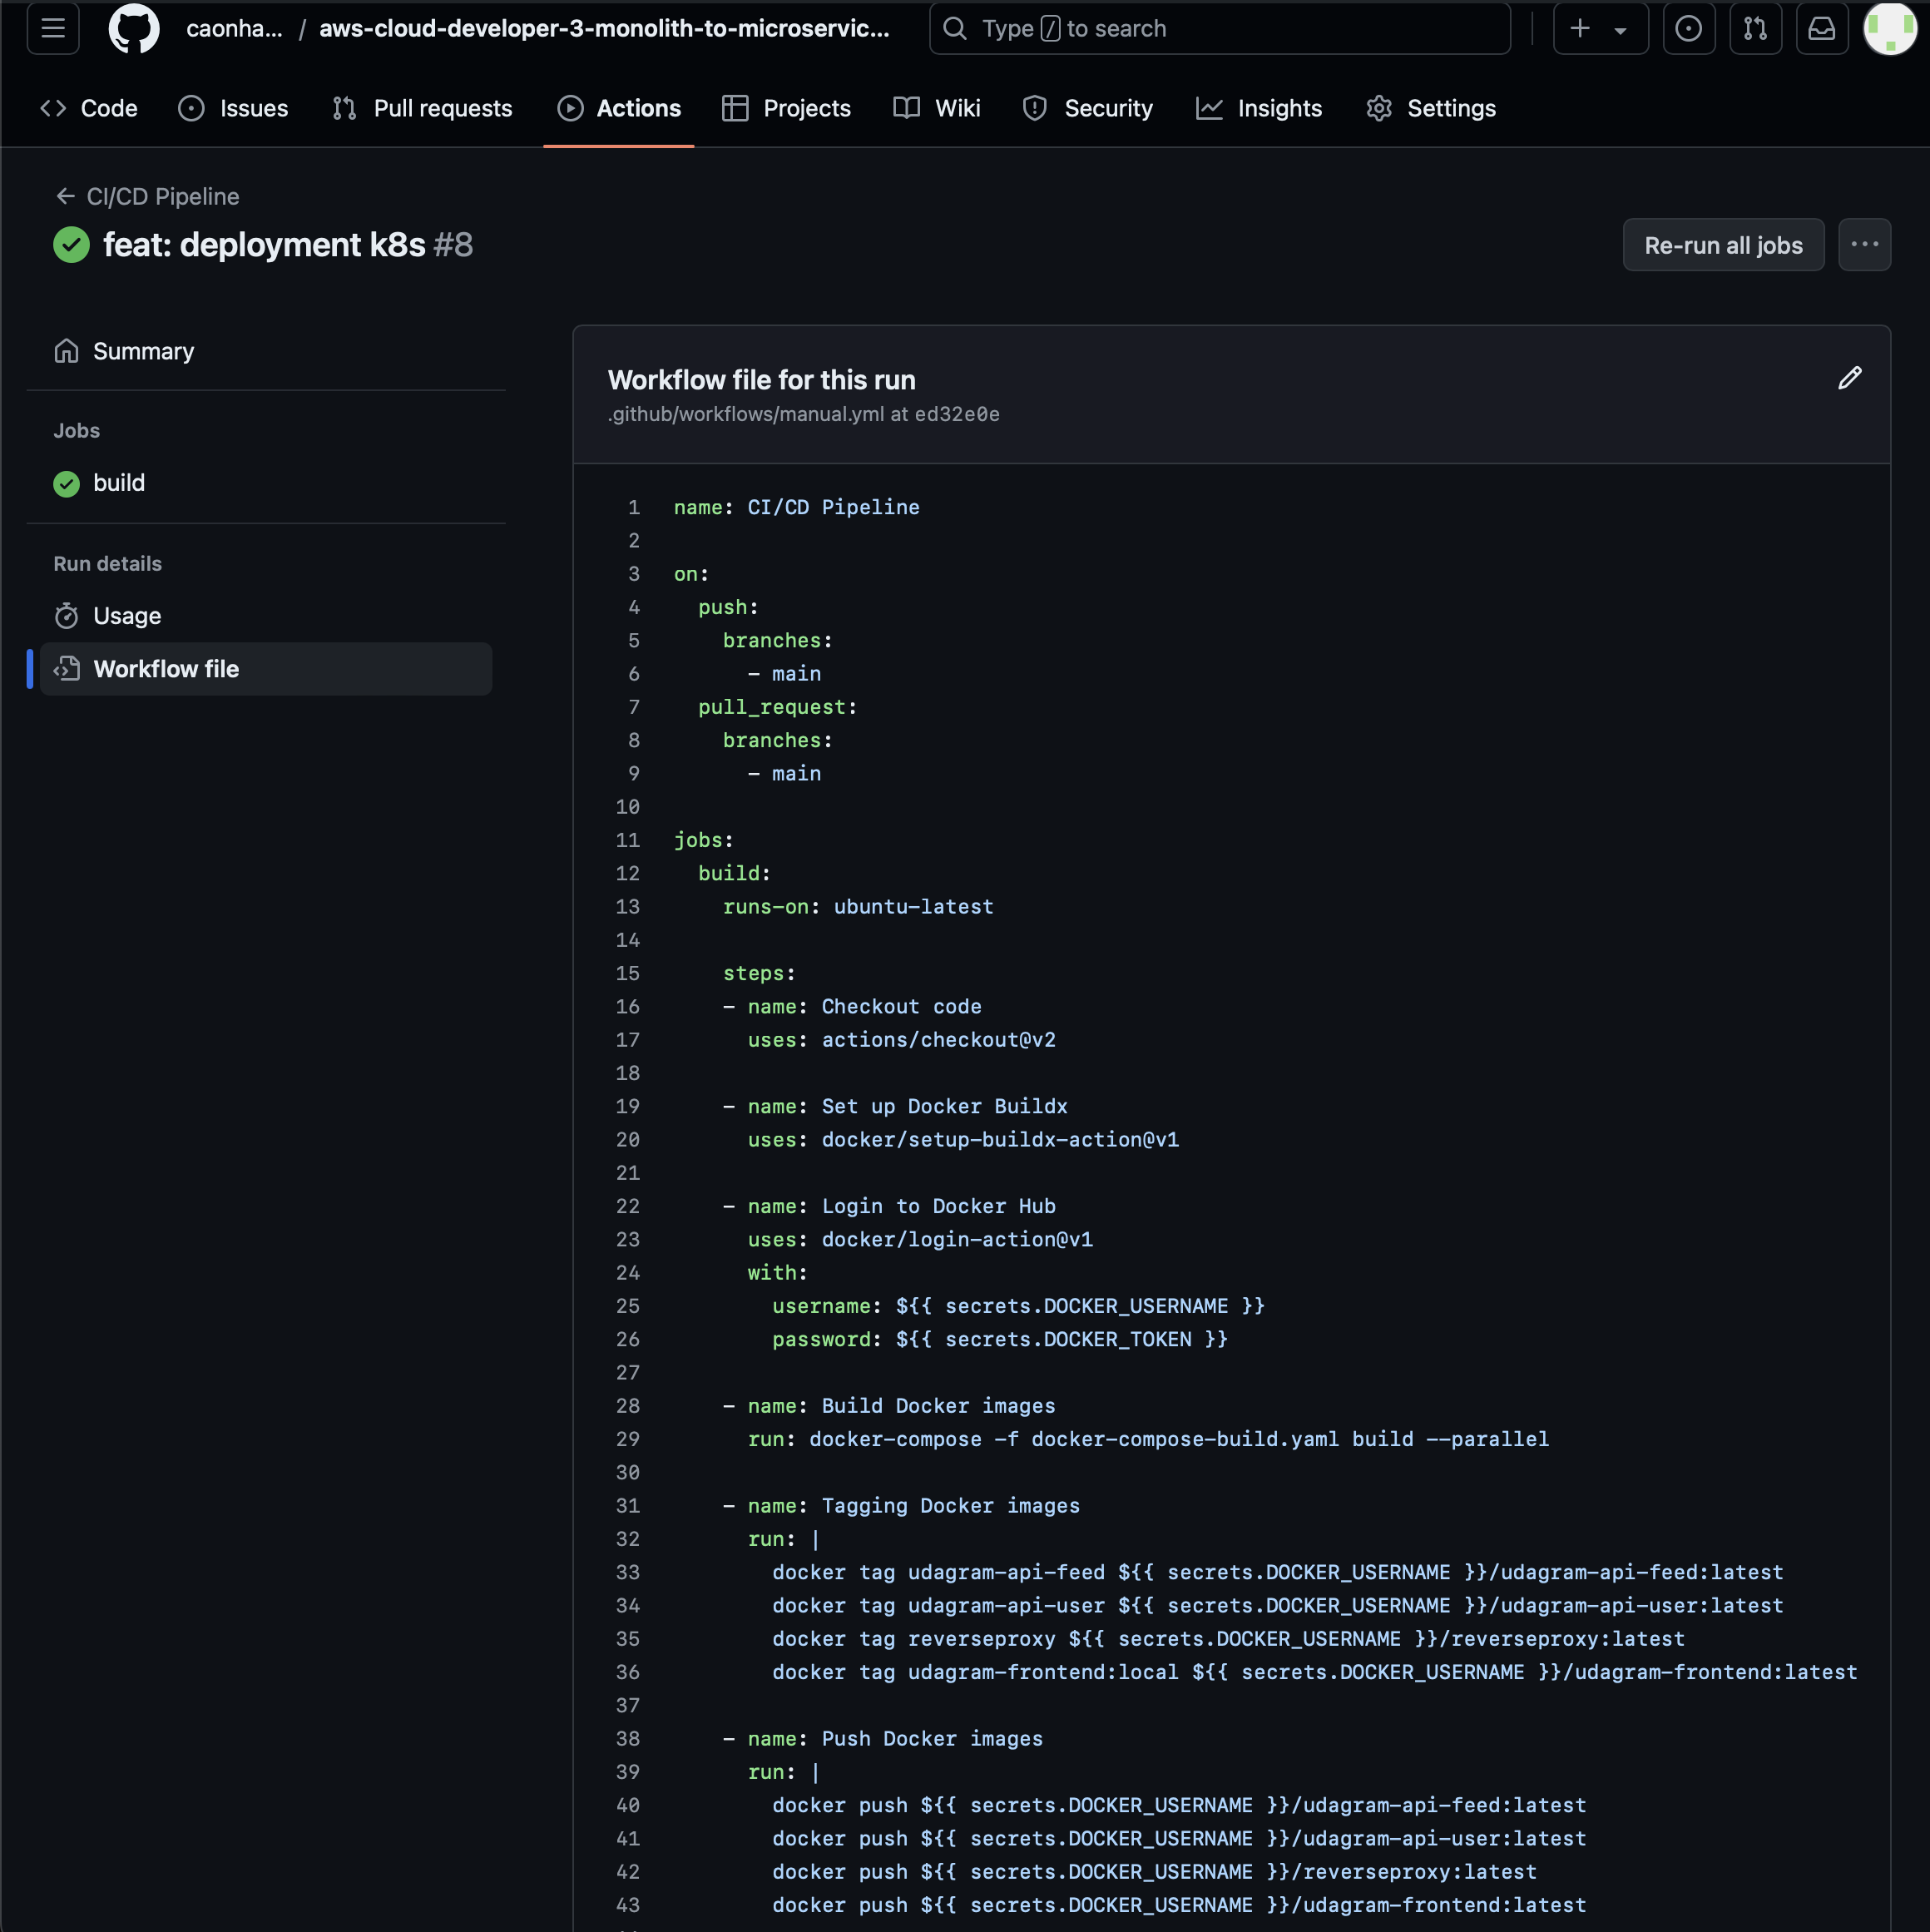 caonha... / aws-cloud-developer-3-monolith-to-microservic... Type / to search
Code Issues Pull requests Actions Projects Wiki Security Insights Settings
← CI/CD Pipeline
feat: deployment k8s #8
Re-run all jobs
Summary
Jobs
build
Run details
Usage
Workflow file
Workflow file for this run
.github/workflows/manual.yml at ed32e0e
1 name: CI/CD Pipeline
2
3 on:
4   push:
5     branches:
6       - main
7   pull_request:
8     branches:
9       - main
10
11 jobs:
12   build:
13     runs-on: ubuntu-latest
14
15     steps:
16     - name: Checkout code
17       uses: actions/checkout@v2
18
19     - name: Set up Docker Buildx
20       uses: docker/setup-buildx-action@v1
21
22     - name: Login to Docker Hub
23       uses: docker/login-action@v1
24       with:
25         username: ${{ secrets.DOCKER_USERNAME }}
26         password: ${{ secrets.DOCKER_TOKEN }}
27
28     - name: Build Docker images
29       run: docker-compose -f docker-compose-build.yaml build --parallel
30
31     - name: Tagging Docker images
32       run: |
33         docker tag udagram-api-feed ${{ secrets.DOCKER_USERNAME }}/udagram-api-feed:latest
34         docker tag udagram-api-user ${{ secrets.DOCKER_USERNAME }}/udagram-api-user:latest
35         docker tag reverseproxy ${{ secrets.DOCKER_USERNAME }}/reverseproxy:latest
36         docker tag udagram-frontend:local ${{ secrets.DOCKER_USERNAME }}/udagram-frontend:latest
37
38     - name: Push Docker images
39       run: |
40         docker push ${{ secrets.DOCKER_USERNAME }}/udagram-api-feed:latest
41         docker push ${{ secrets.DOCKER_USERNAME }}/udagram-api-user:latest
42         docker push ${{ secrets.DOCKER_USERNAME }}/reverseproxy:latest
43         docker push ${{ secrets.DOCKER_USERNAME }}/udagram-frontend:latest